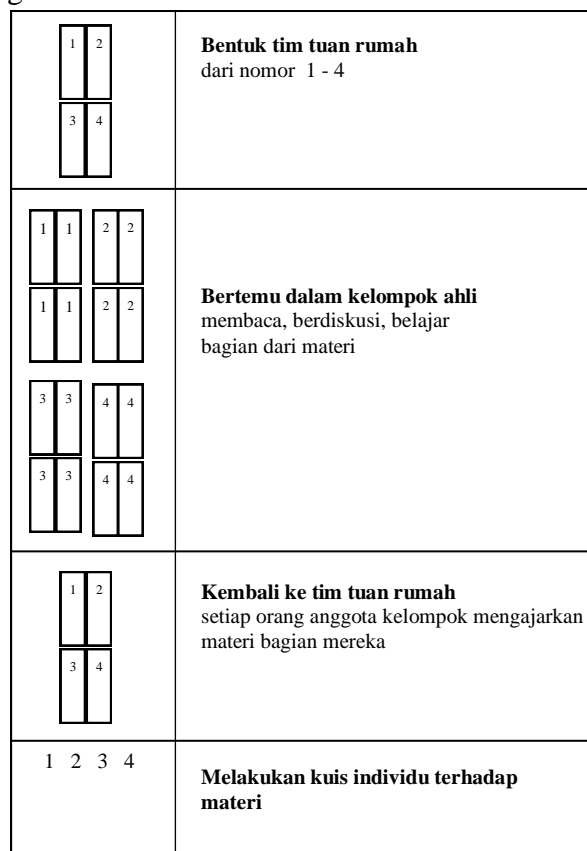 g
1 2
3 4
Bentuk tim tuan rumah
dari nomor 1 - 4
1 1 2 2
1 1 2 2
3 3 4 4
3 3 4 4
Bertemu dalam kelompok ahli
membaca, berdiskusi, belajar
bagian dari materi
1 2
3 4
Kembali ke tim tuan rumah
setiap orang anggota kelompok mengajarkan
materi bagian mereka
1 2 3 4
Melakukan kuis individu terhadap
materi